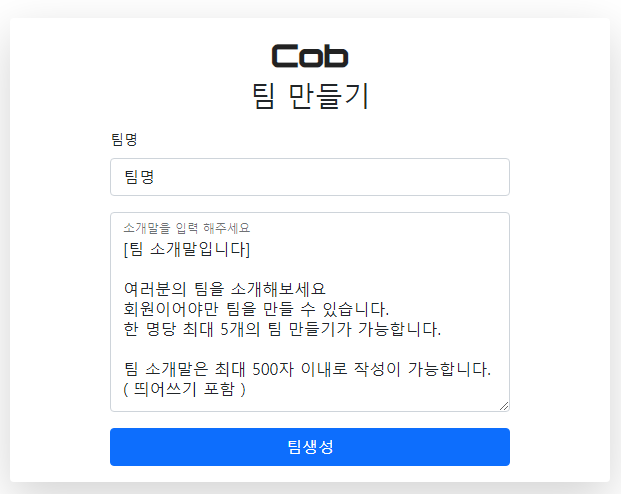 Cob
팀 만들기
팀명
팀명
소개말을 입력 해주세요
[팀 소개말입니다]
여러분의 팀을 소개해보세요
회원이어야만 팀을 만들 수 있습니다.
한 명당 최대 5개의 팀 만들기가 가능합니다.
팀 소개말은 최대 500자 이내로 작성이 가능합니다.
( 띄어쓰기 포함 )
팀생성